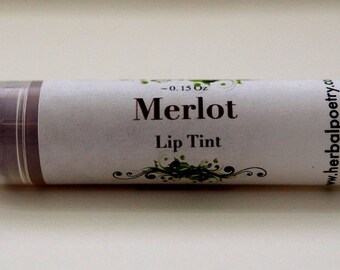 ~0.15 Oz
Merlot
Lip Tint
www.herbalpoetry.c